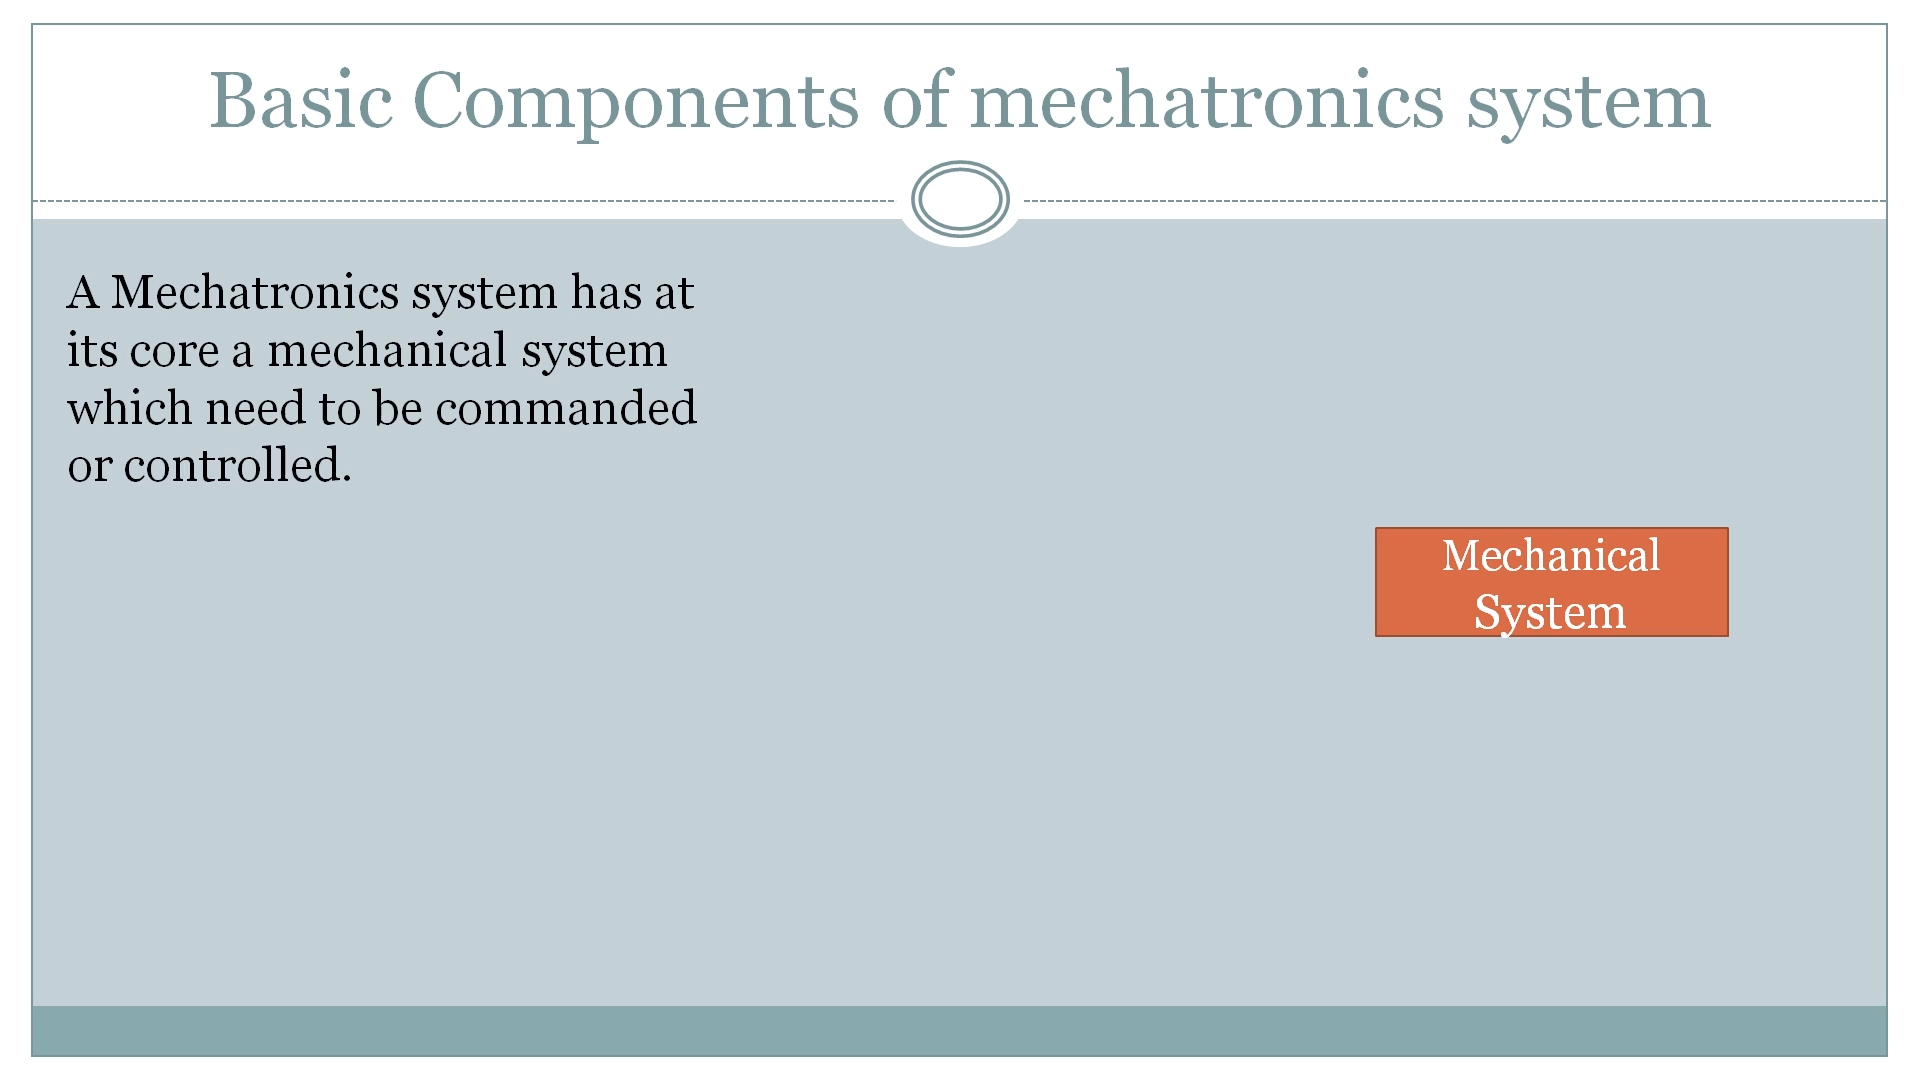 Basic Components of mechatronics system
A Mechatronics system has at
its core a mechanical system
which need to be commanded
or controlled.
Mechanical
System